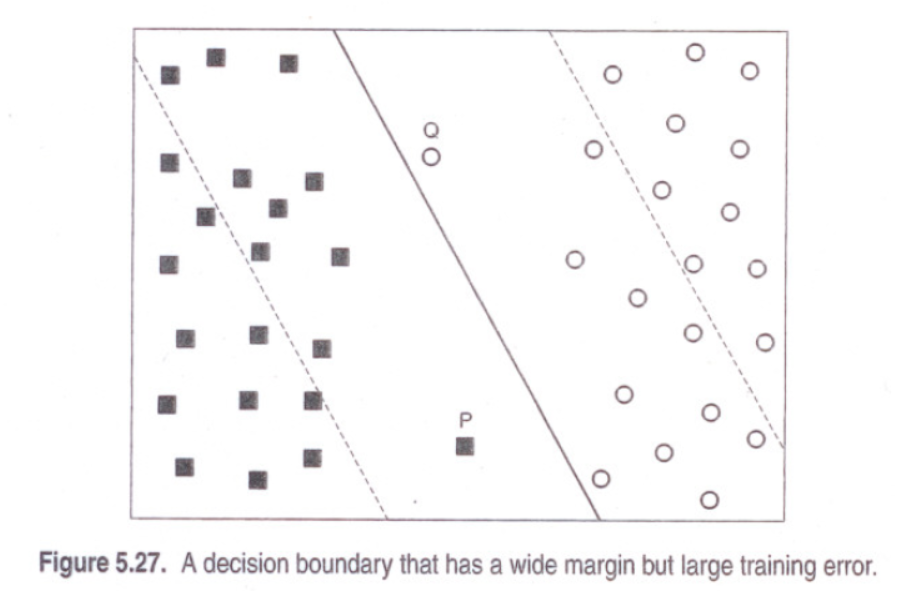 Q
P
Figure 5.27. A decision boundary that has a wide margin but large training error.